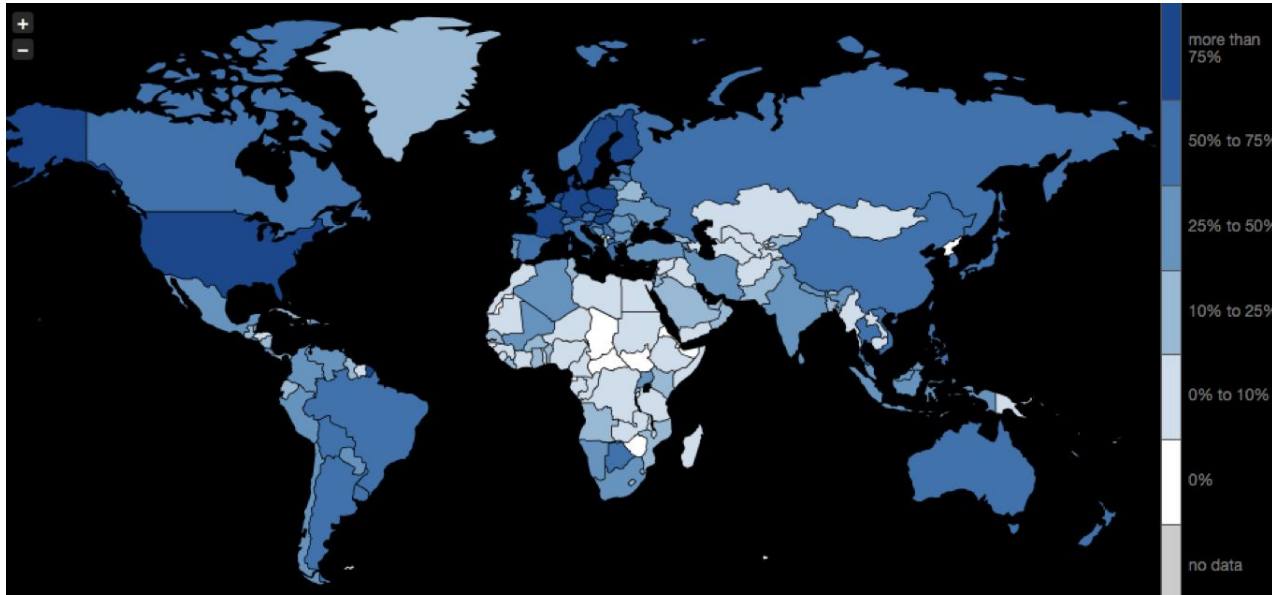 +
−
more than
75%
50% to 75%
25% to 50%
10% to 25%
0% to 10%
0%
no data